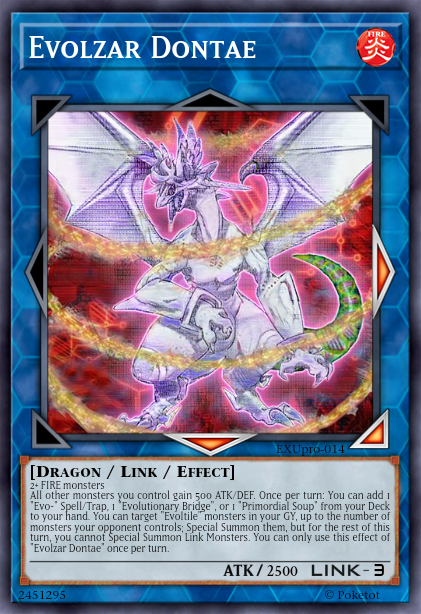 Evolzar Dontae
FIRE
炎
EXUpro-014
[Dragon / Link / Effect]
2+ FIRE monsters
All other monsters you control gain 500 ATK/DEF. Once per turn: You can add 1
"Evo-" Spell/Trap, 1 "Evolutionary Bridge", or 1 "Primordial Soup" from your Deck
to your hand. You can target "Evoltile" monsters in your GY, up to the number of
monsters your opponent controls; Special Summon them, but for the rest of this
turn, you cannot Special Summon Link Monsters. You can only use this effect of
"Evolzar Dontae" once per turn.
ATK / 2500 LINK-3
2451295 © Poketot